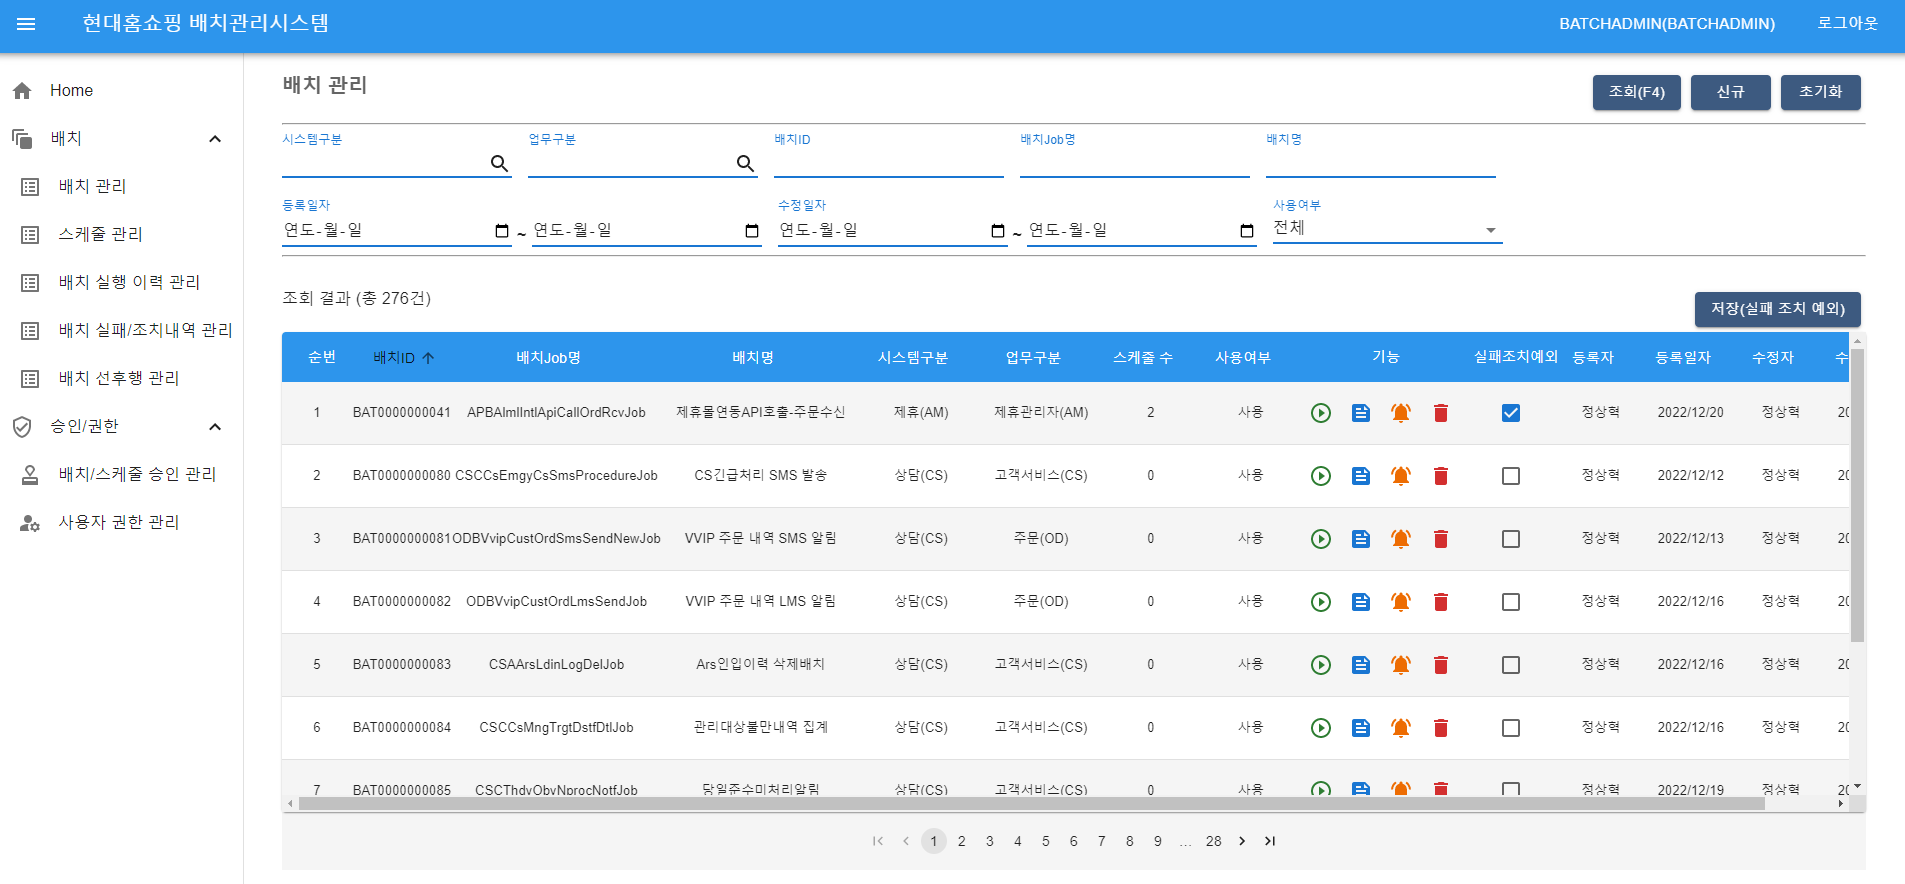 현대홈쇼핑 배치관리시스템
BATCHADMIN(BATCHADMIN) 로그아웃
Home
배치
배치 관리
스케줄 관리
배치 실행 이력 관리
배치 실패/조치내역 관리
배치 선후행 관리
승인/권한
배치/스케줄 승인 관리
사용자 권한 관리
배치 관리
조회(F4) 신규 초기화
시스템구분 업무구분 배치ID 배치Job명 배치명
등록일자 수정일자 사용여부
연도-월-일 ~ 연도-월-일 연도-월-일 ~ 연도-월-일 전체
조회 결과 (총 276건)
저장(실패 조치 예외)
순번 배치ID 배치Job명 배치명 시스템구분 업무구분 스케줄 수 사용여부 기능 실패조치예외 등록자 등록일자 수정자 수
1 BAT0000000041 APBAlmlIntlApiCallOrdRcvJob 제휴몰연동API호출-주문수신 제휴(AM) 제휴관리자(AM) 2 사용 정상혁 2022/12/20 정상혁 20
2 BAT0000000080 CSCCsEmgyCsSmsProcedureJob CS긴급처리 SMS 발송 상담(CS) 고객서비스(CS) 0 사용 정상혁 2022/12/12 정상혁 20
3 BAT0000000081 ODBVvipCustOrdSmsSendNewJob VVIP 주문 내역 SMS 알림 상담(CS) 주문(OD) 0 사용 정상혁 2022/12/13 정상혁 20
4 BAT0000000082 ODBVvipCustOrdLmsSendJob VVIP 주문 내역 LMS 알림 상담(CS) 주문(OD) 0 사용 정상혁 2022/12/16 정상혁 20
5 BAT0000000083 CSAArsLdinLogDelJob Ars인입이력 삭제배치 상담(CS) 고객서비스(CS) 0 사용 정상혁 2022/12/16 정상혁 20
6 BAT0000000084 CSCCsMngTrgtDstfDtlJob 관리대상불만내역 집계 상담(CS) 고객서비스(CS) 0 사용 정상혁 2022/12/16 정상혁 20
7 BAT0000000085 CSCThdyObyNprocNotfJob 당일준수미처리알림 상담(CS) 고객서비스(CS) 0 사용 정상혁 2022/12/19 정상혁 20
1 2 3 4 5 6 7 8 9 … 28